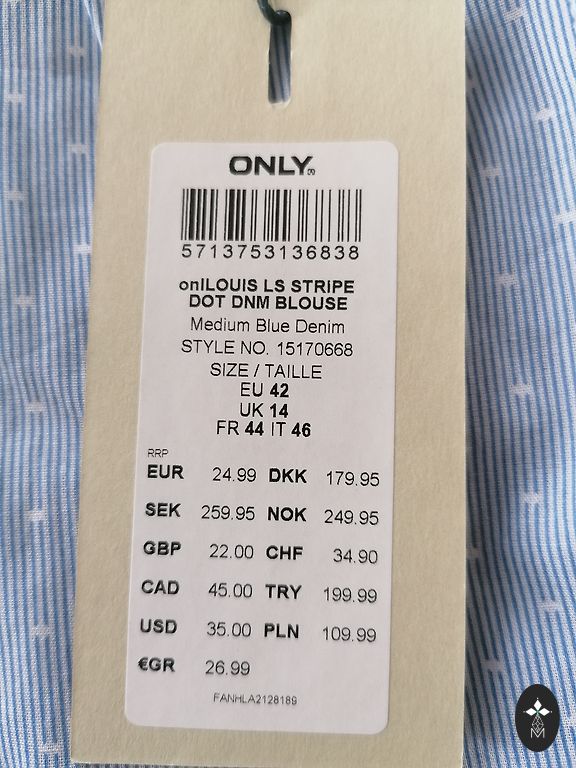 ONLY
5713753136838
onlLOUIS LS STRIPE
DOT DNM BLOUSE
Medium Blue Denim
STYLE NO. 15170668
SIZE / TAILLE
EU 42
UK 14
FR 44 IT 46
RRP
EUR 24.99 DKK 179.95
SEK 259.95 NOK 249.95
GBP 22.00 CHF 34.90
CAD 45.00 TRY 199.99
USD 35.00 PLN 109.99
€GR 26.99
FANHLA2128189
M